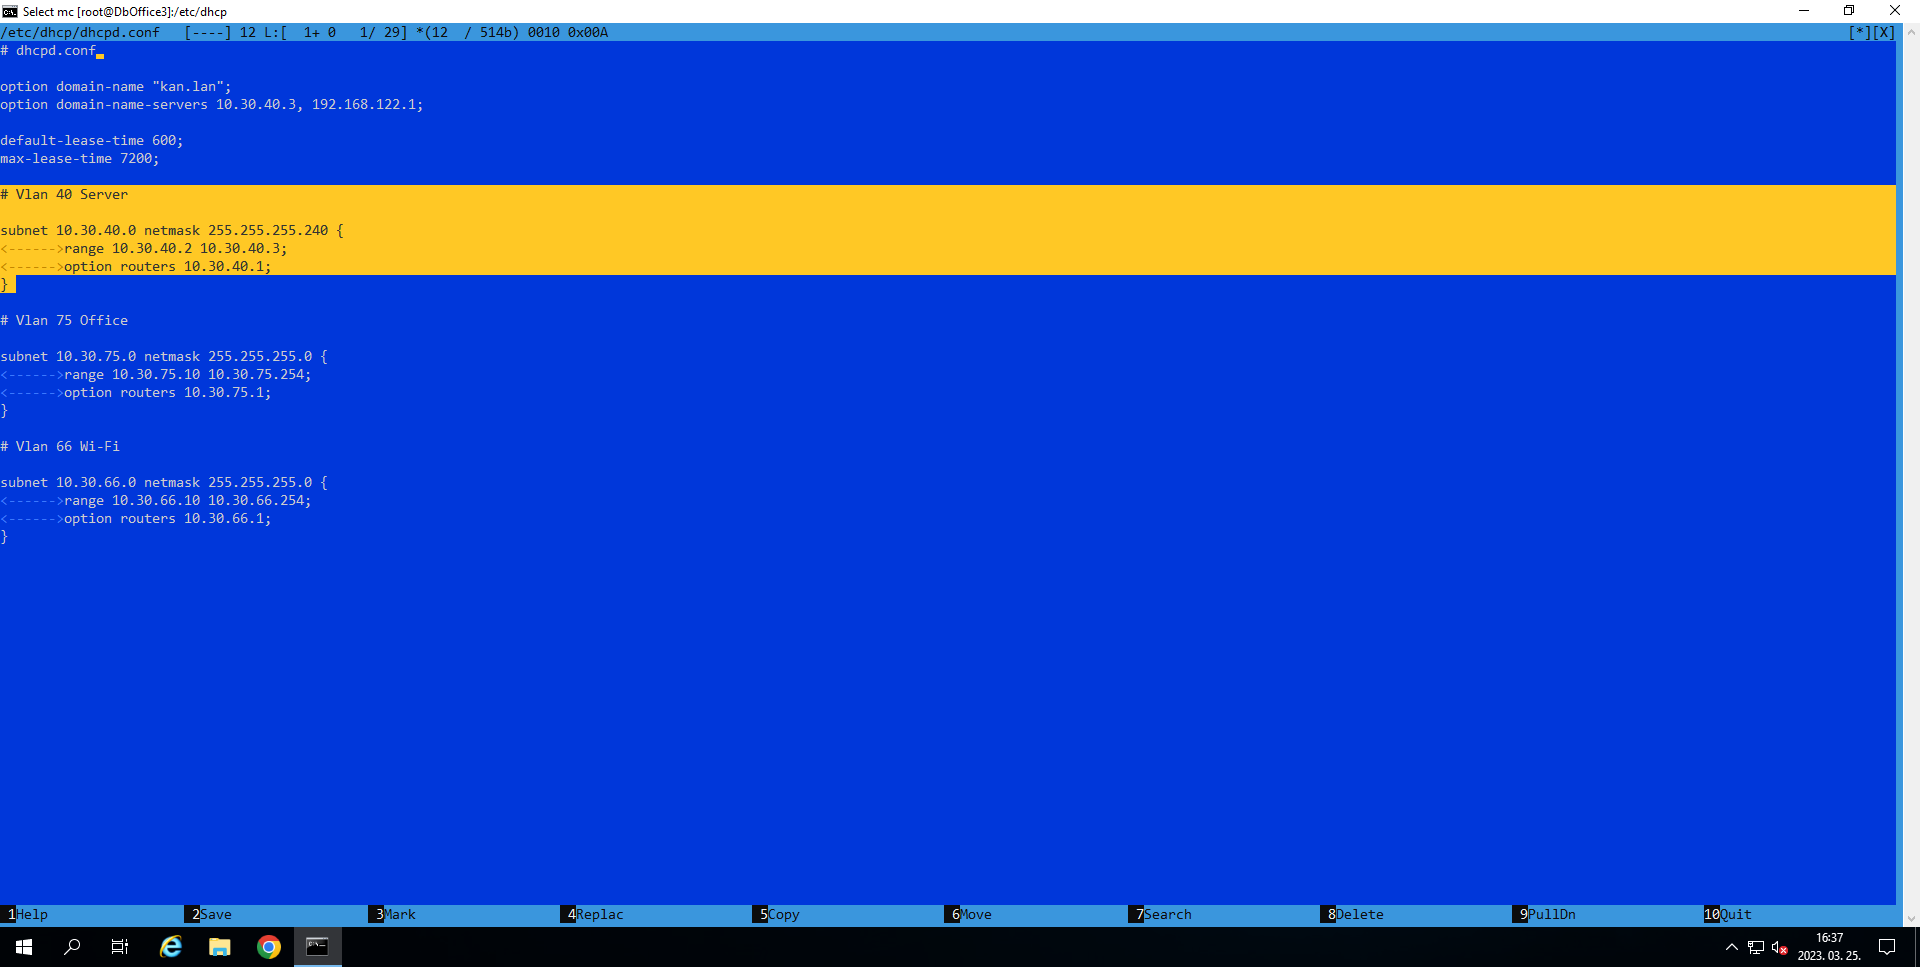 Select mc [root@DbOffice3]:/etc/dhcp
/etc/dhcp/dhcpd.conf   [----] 12 L:[  1+ 0   1/ 29] *(12  / 514b) 0010 0x00A   [*][X]
# dhcpd.conf
option domain-name "kan.lan";
option domain-name-servers 10.30.40.3, 192.168.122.1;
default-lease-time 600;
max-lease-time 7200;
# Vlan 40 Server
subnet 10.30.40.0 netmask 255.255.255.240 {
<------>range 10.30.40.2 10.30.40.3;
<------>option routers 10.30.40.1;
}
# Vlan 75 Office
subnet 10.30.75.0 netmask 255.255.255.0 {
<------>range 10.30.75.10 10.30.75.254;
<------>option routers 10.30.75.1;
}
# Vlan 66 Wi-Fi
subnet 10.30.66.0 netmask 255.255.255.0 {
<------>range 10.30.66.10 10.30.66.254;
<------>option routers 10.30.66.1;
}
1Help 2Save 3Mark 4Replac 5Copy 6Move 7Search 8Delete 9PullDn 10Quit
16:37
2023. 03. 25.